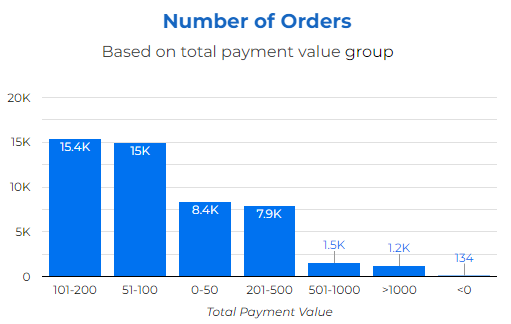 Number of Orders
Based on total payment value group
20K
15K
10K
5K
0
15.4K
15K
8.4K
7.9K
1.5K
1.2K
134
101-200 51-100 0-50 201-500 501-1000 >1000 <0
Total Payment Value